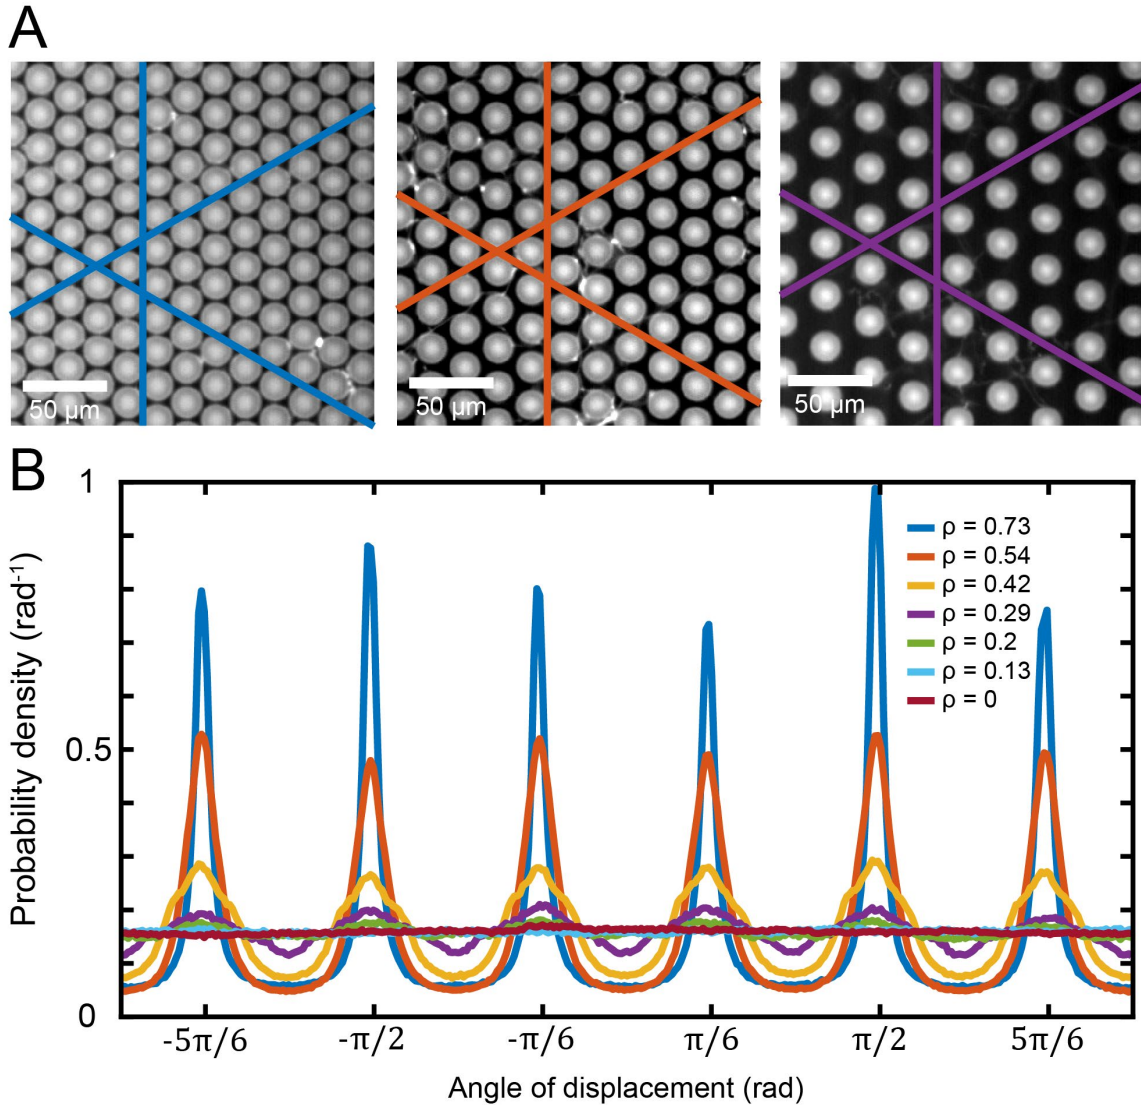 A
50 μm
50 μm
50 μm
B
Probability density (rad-1)
1
0.5
0
ρ = 0.73
ρ = 0.54
ρ = 0.42
ρ = 0.29
ρ = 0.2
ρ = 0.13
ρ = 0
-5π/6
-π/2
-π/6
π/6
π/2
5π/6
Angle of displacement (rad)